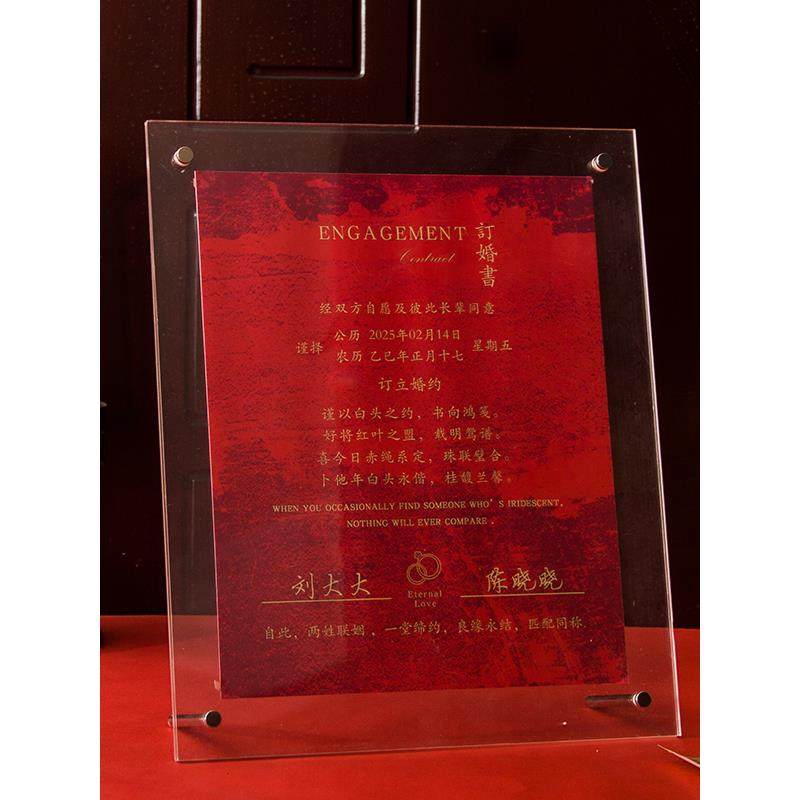 ENGAGEMENT
Contract
訂婚書
经双方自愿及彼此长辈同意
谨择
公历 2025年02月14日
农历 乙巳年正月十七
星期五
订立婚约
谨以白头之约，书向鸿笺。
好将红叶之盟，载明鸳谱。
喜今日赤绳系定，珠联璧合。
卜他年白头永偕，桂馥兰馨。
WHEN YOU OCCASIONALLY FIND SOMEONE WHO'S IRIDESCENT,
NOTHING WILL EVER COMPARE .
刘大大
Eternal
Love
陈晓晓
自此，两姓联姻，一堂缔约，良缘永结，匹配同称.